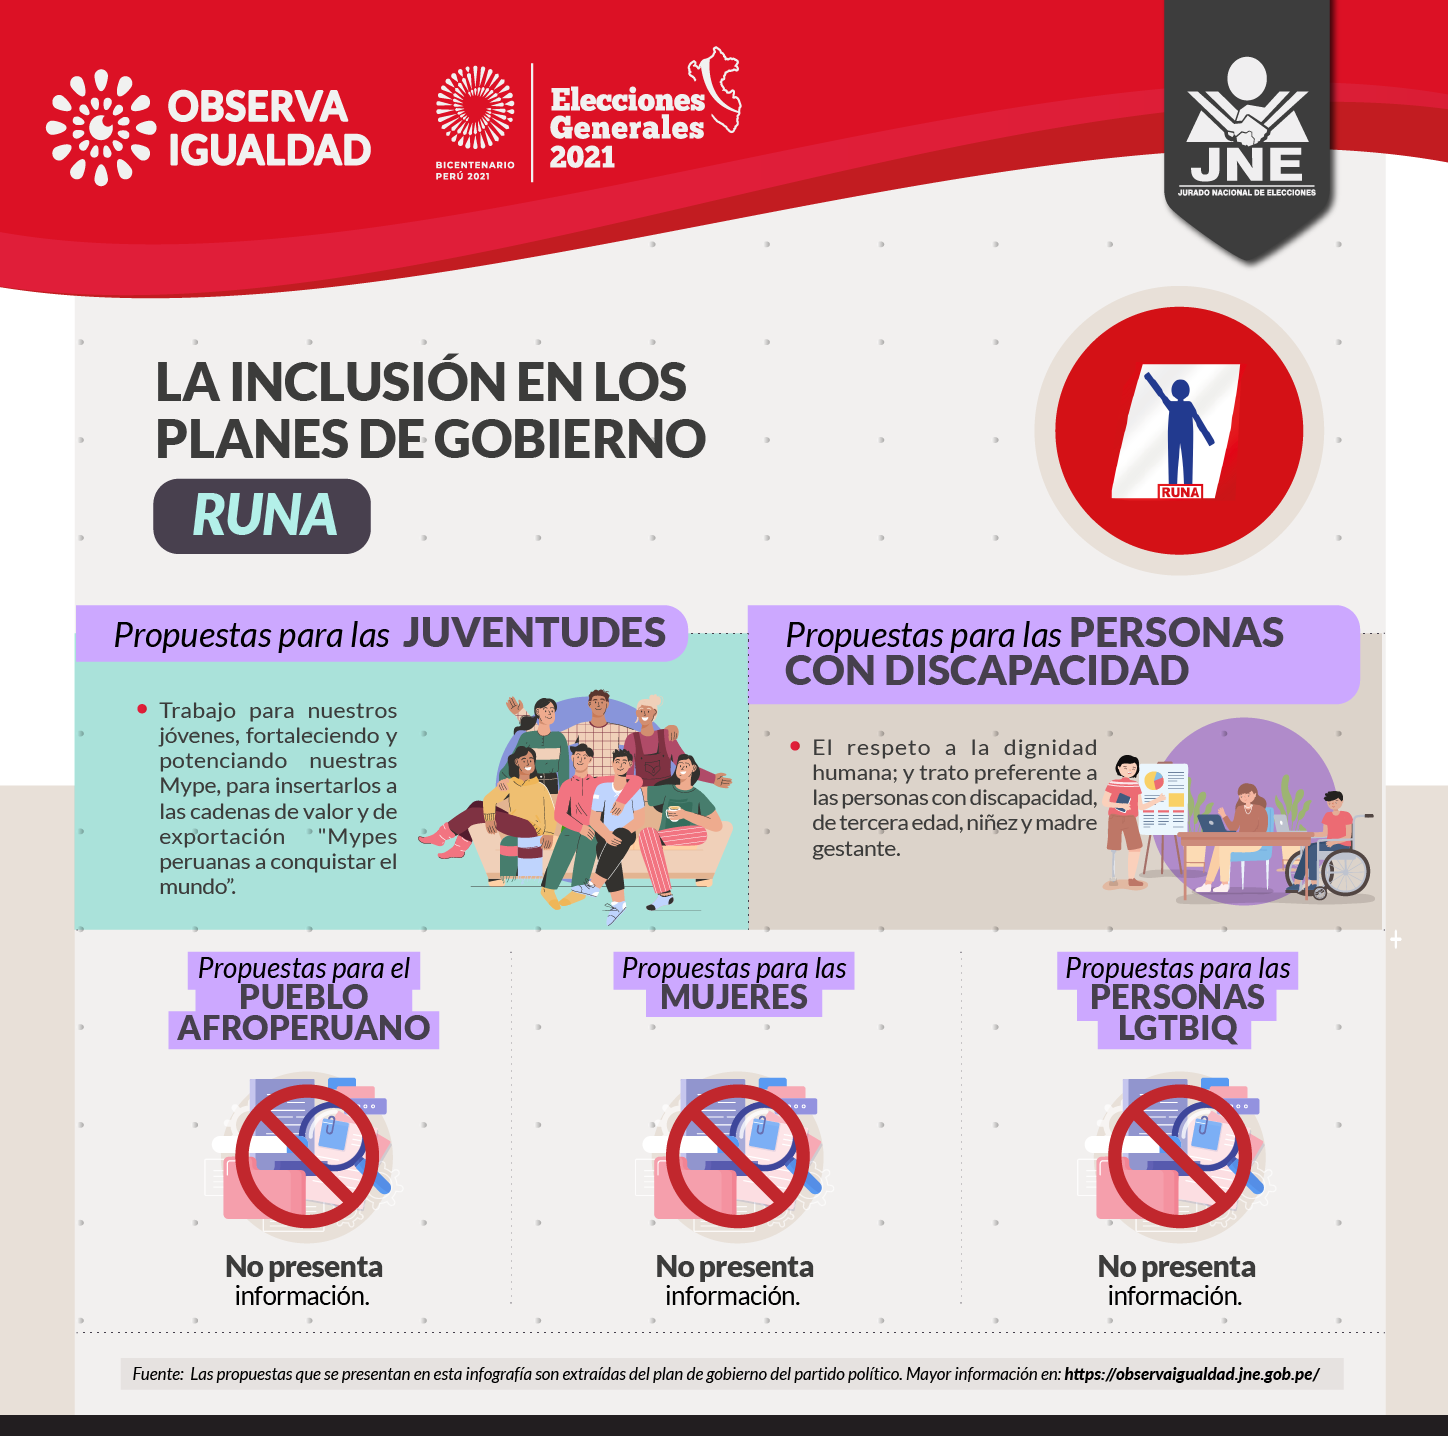 OBSERVA
IGUALDAD
BICENTENARIO
PERÚ 2021
Elecciones
Generales
2021
JNE
JURADO NACIONAL DE ELECCIONES
LA INCLUSIÓN EN LOS
PLANES DE GOBIERNO
RUNA
RUNA
Propuestas para las JUVENTUDES
Trabajo para nuestros
jóvenes, fortaleciendo y
potenciando nuestras
Mype, para insertarlos a
las cadenas de valor y de
exportación "Mypes
peruanas a conquistar el
mundo”.
Propuestas para las PERSONAS
CON DISCAPACIDAD
El respeto a la dignidad
humana; y trato preferente a
las personas con discapacidad,
de tercera edad, niñez y madre
gestante.
Propuestas para el
PUEBLO
AFROPERUANO
No presenta
información.
Propuestas para las
MUJERES
No presenta
información.
Propuestas para las
PERSONAS
LGTBIQ
No presenta
información.
Fuente: Las propuestas que se presentan en esta infografía son extraídas del plan de gobierno del partido político. Mayor información en: https://observaigualdad.jne.gob.pe/